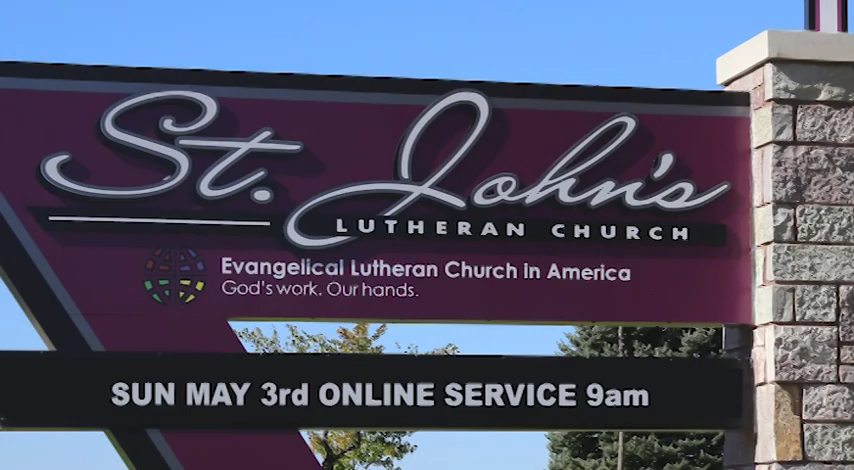 St. John's
LUTHERAN CHURCH
Evangelical Lutheran Church in America
God's work. Our hands.
SUN MAY 3rd ONLINE SERVICE 9am